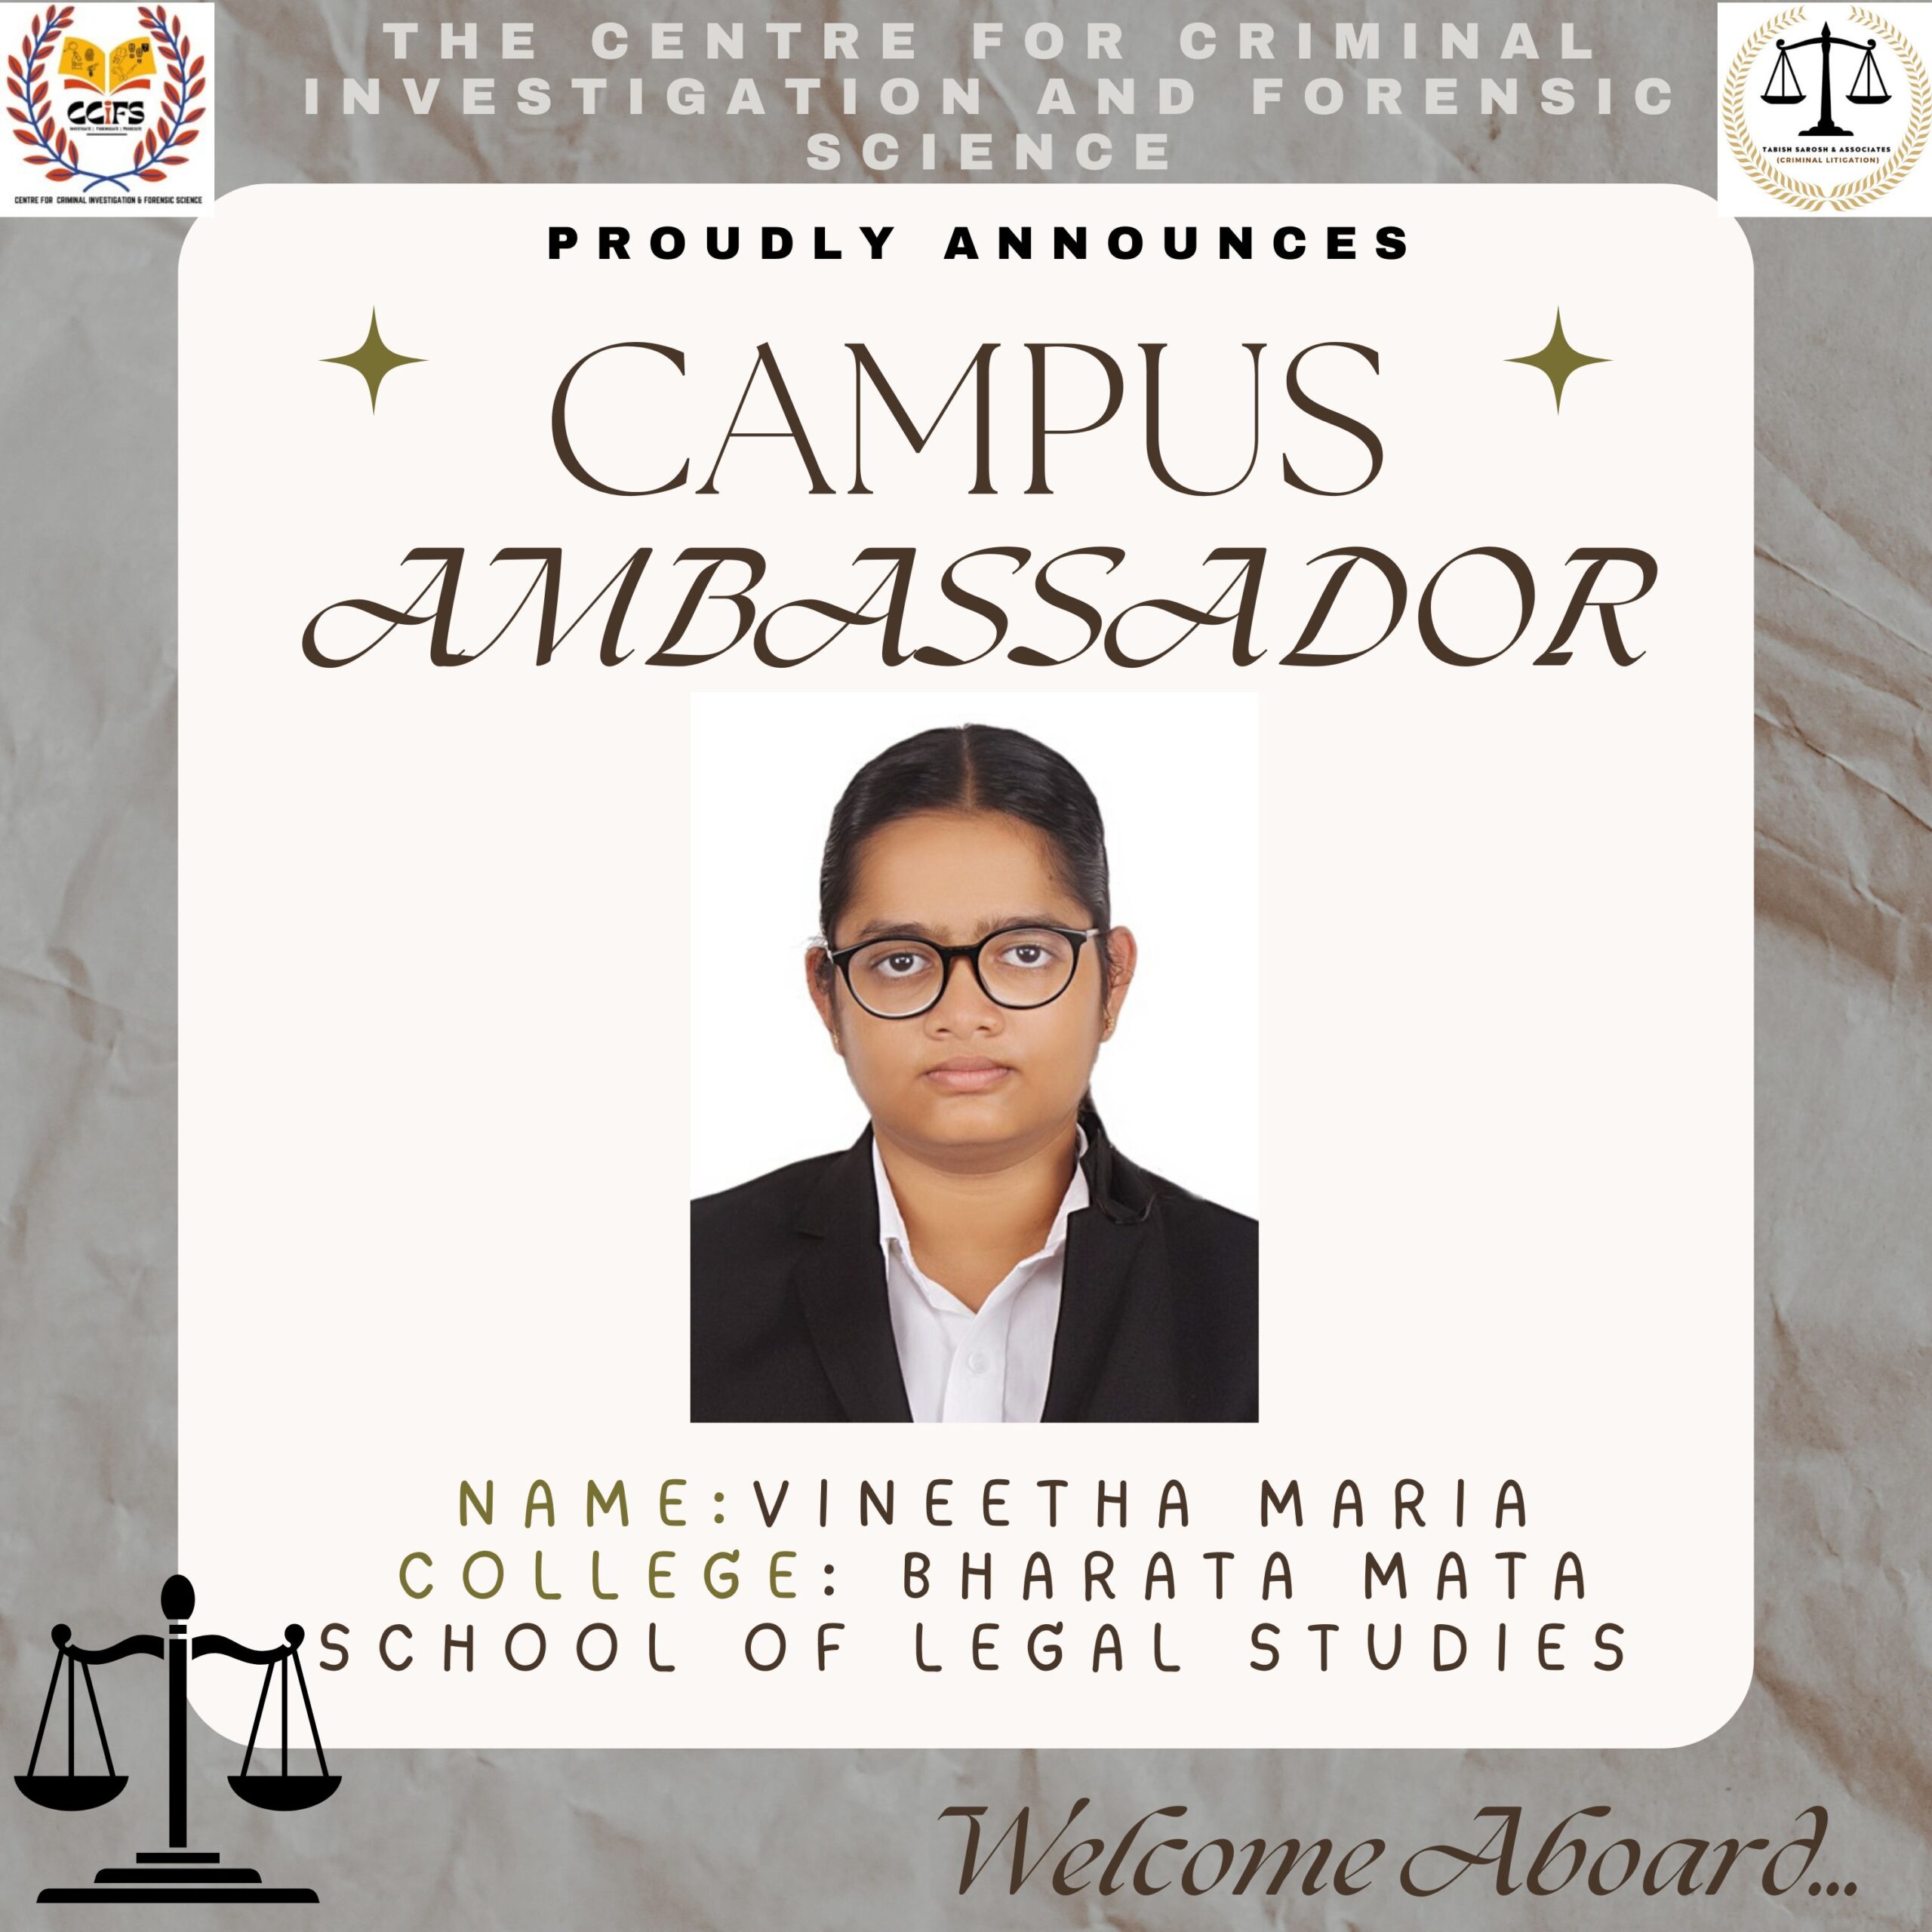 THE CENTRE FOR CRIMINAL
INVESTIGATION AND FORENSIC
SCIENCE
CCiFS
CENTRE FOR CRIMINAL INVESTIGATION & FORENSIC SCIENCE
TABISH SAROSH & ASSOCIATES
(CRIMINAL LITIGATION)
PROUDLY ANNOUNCES
CAMPUS
AMBASSADOR
NAME:VINEETHA MARIA
COLLEGE: BHARATA MATA
SCHOOL OF LEGAL STUDIES
Welcome Aboard...